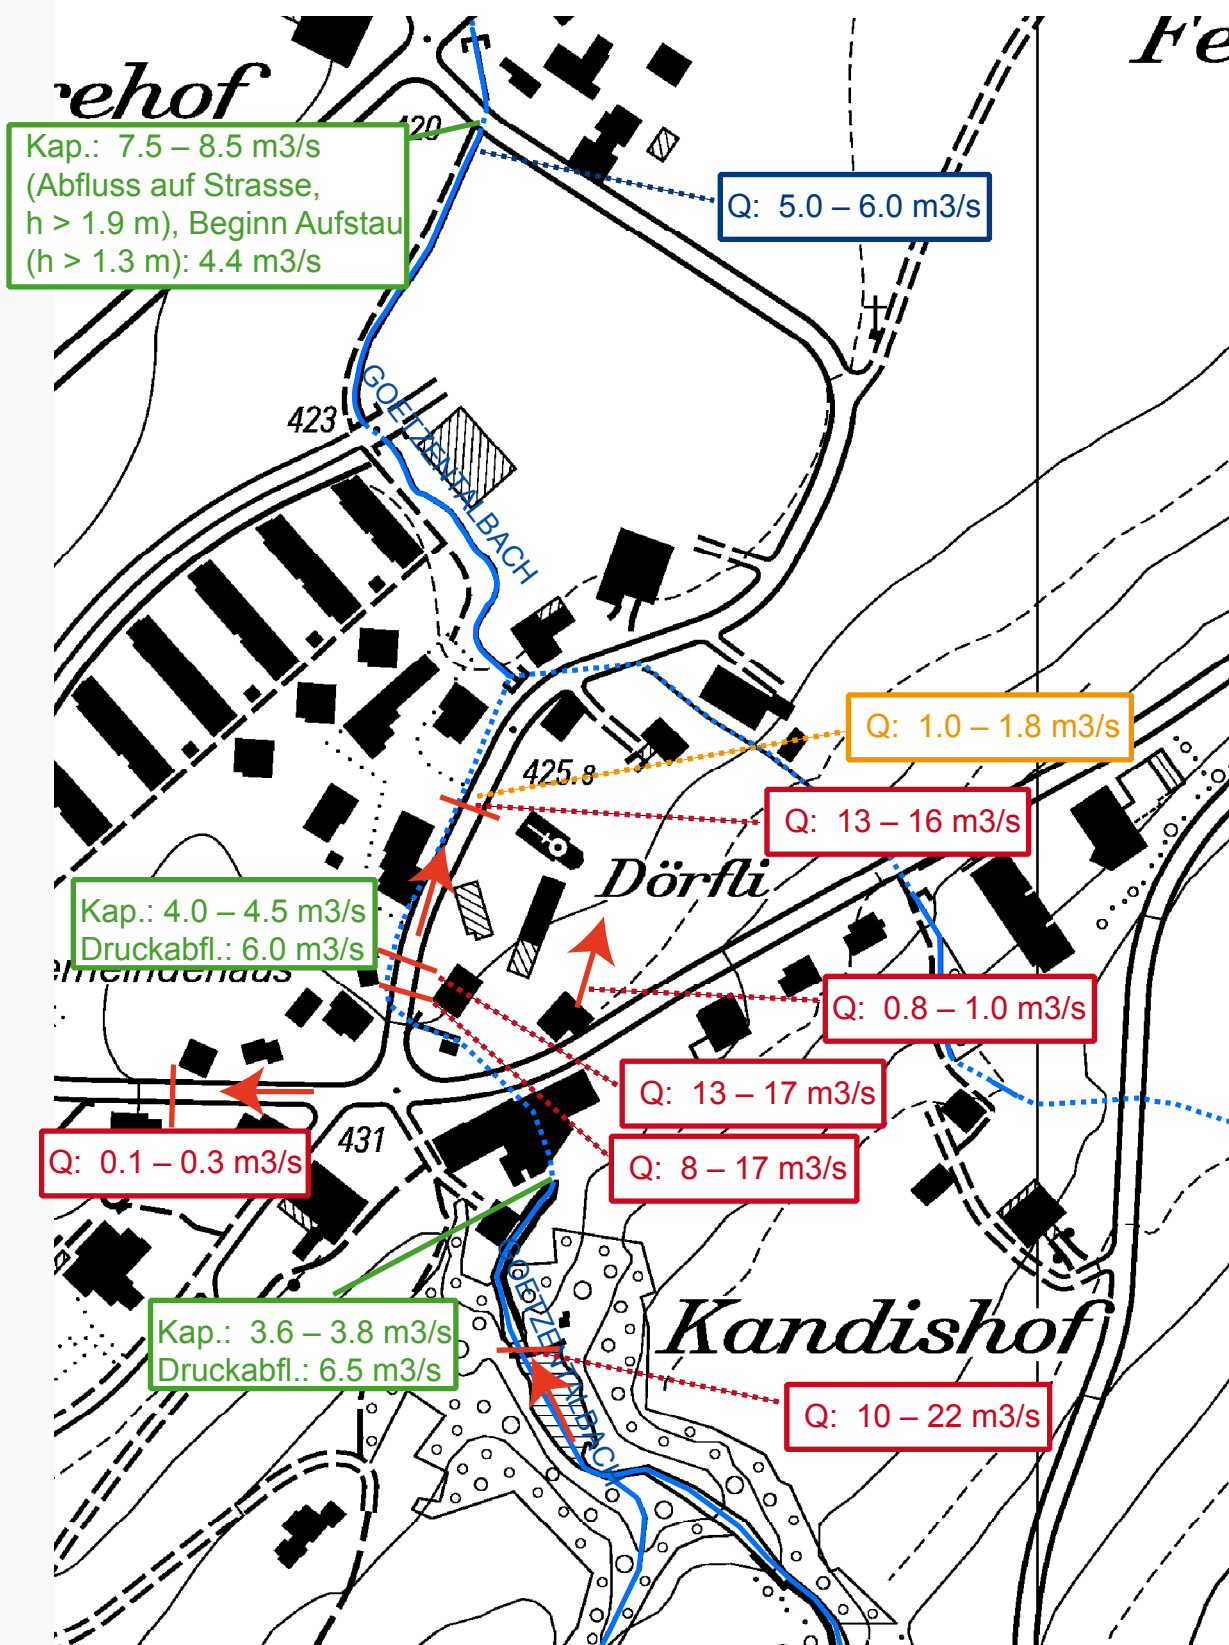 Fe
rehof
420
Kap.: 7.5 – 8.5 m3/s
(Abfluss auf Strasse,
h > 1.9 m), Beginn Aufstau
(h > 1.3 m): 4.4 m3/s
Q: 5.0 – 6.0 m3/s
GOETZENTALBACH
423
Q: 1.0 – 1.8 m3/s
425.8
Q: 13 – 16 m3/s
Dörfli
Kap.: 4.0 – 4.5 m3/s
Druckabfl.: 6.0 m3/s
emeindehaus
Q: 0.8 – 1.0 m3/s
Q: 13 – 17 m3/s
431
Q: 0.1 – 0.3 m3/s
Q: 8 – 17 m3/s
GOETZENTALBACH
Kandishof
Kap.: 3.6 – 3.8 m3/s
Druckabfl.: 6.5 m3/s
Q: 10 – 22 m3/s